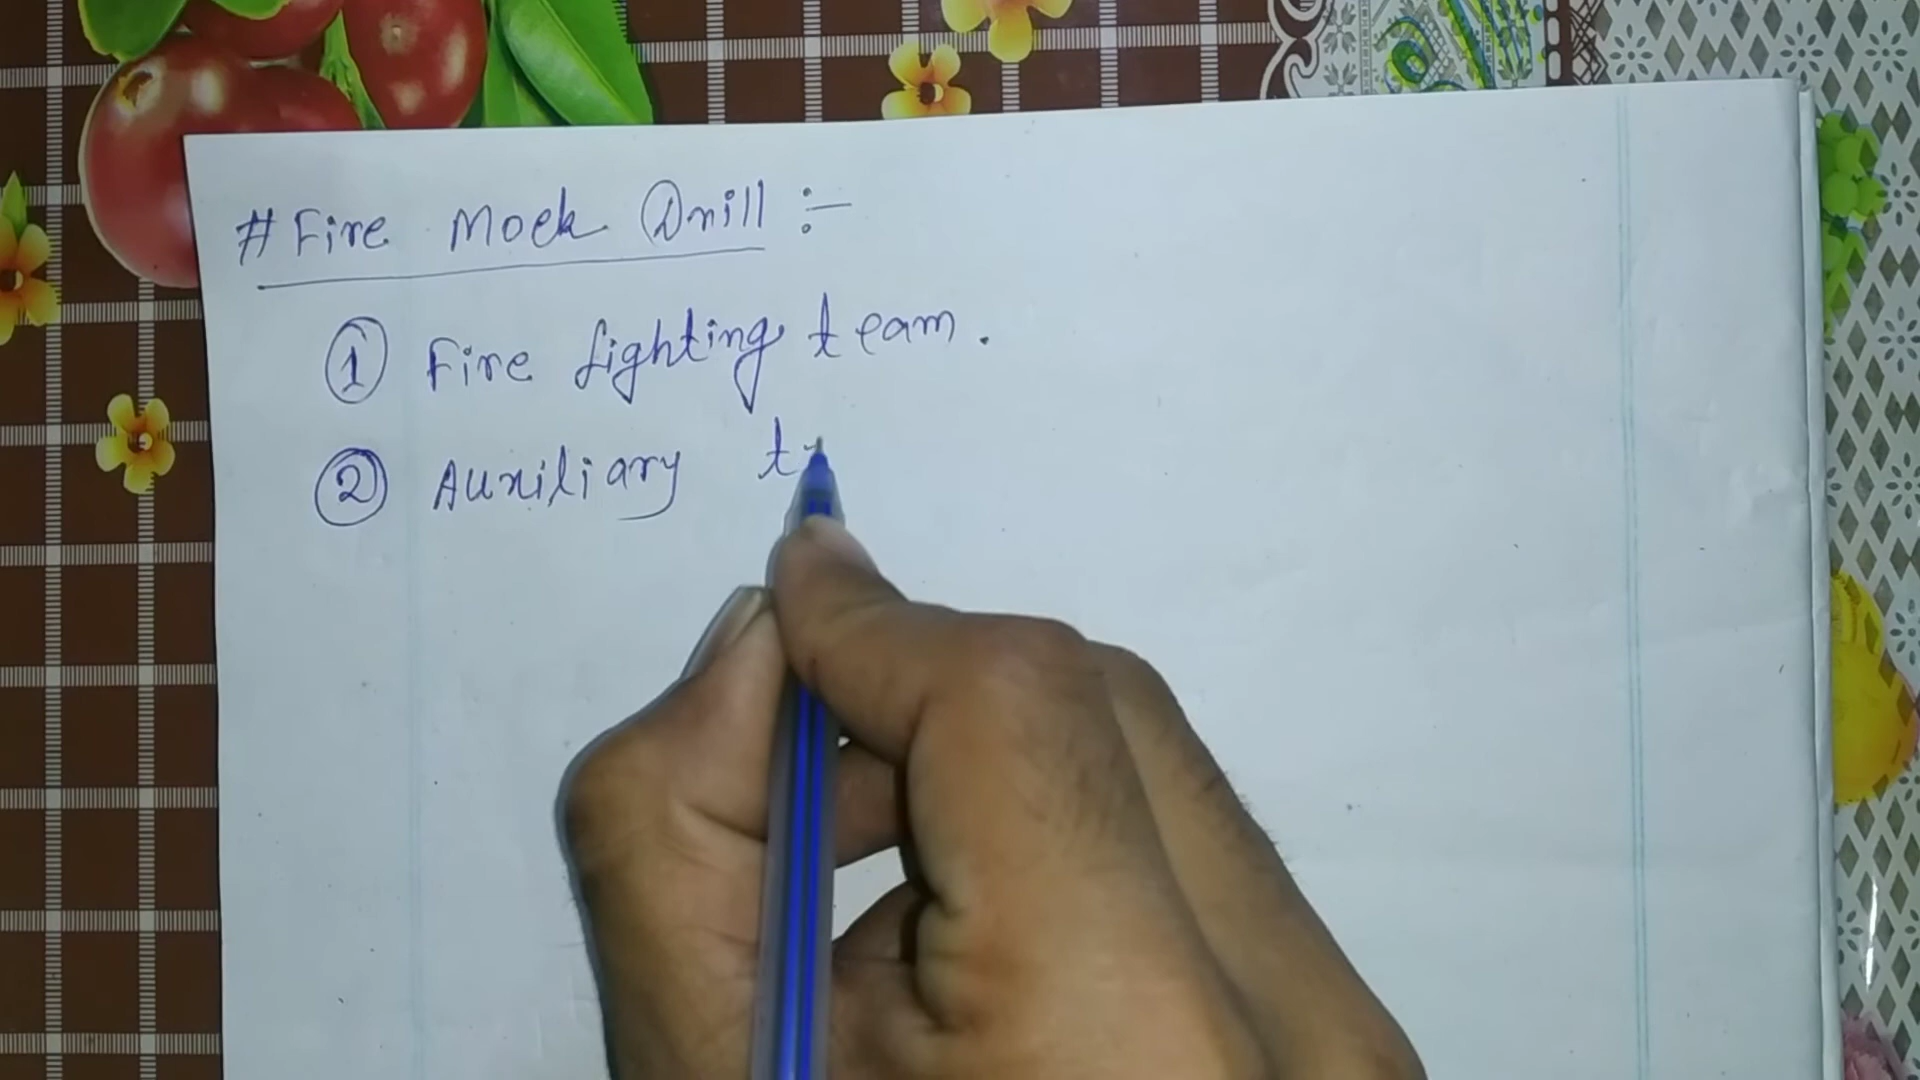 # Fire Mock Drill :-
① Fire fighting team.
② Auxiliary